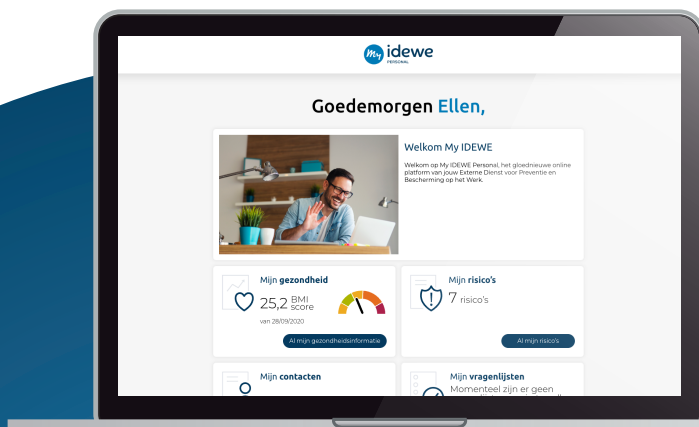 My idewe
PERSONAL
Goedemorgen Ellen,
Welkom My IDEWE
Welkom op My IDEWE Personal, het gloednieuwe online
platform van jouw Externe Dienst voor Preventie en
Bescherming op het Werk.
Mijn gezondheid
25,2 BMI
score
van 28/09/2020
Al mijn gezondheidsinformatie
Mijn risico's
7 risico's
Al mijn risico's
Mijn contacten
Mijn vragenlijsten
Momenteel zijn er geen